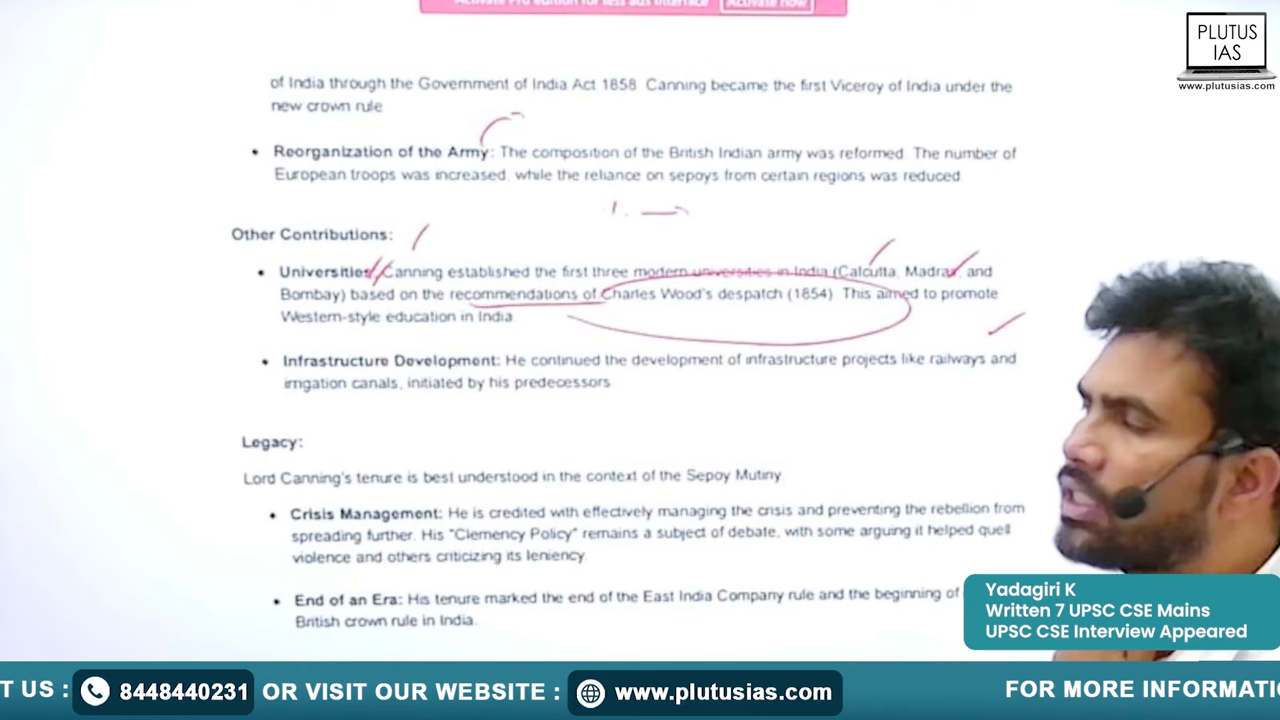 Activate Pro edition for less ads interface Activate now
PLUTUS
IAS
www.plutusias.com
of India through the Government of India Act 1858. Canning became the first Viceroy of India under the
new crown rule
• Reorganization of the Army: The composition of the British Indian army was reformed. The number of
European troops was increased, while the reliance on sepoys from certain regions was reduced
Other Contributions:
• Universities: Canning established the first three modern universities in India (Calcutta, Madras, and
Bombay) based on the recommendations of Charles Wood's despatch (1854). This aimed to promote
Western-style education in India
• Infrastructure Development: He continued the development of infrastructure projects like railways and
irrigation canals, initiated by his predecessors
Legacy:
Lord Canning's tenure is best understood in the context of the Sepoy Mutiny
• Crisis Management: He is credited with effectively managing the crisis and preventing the rebellion from
spreading further. His "Clemency Policy" remains a subject of debate, with some arguing it helped quell
violence and others criticizing its leniency
• End of an Era: His tenure marked the end of the East India Company rule and the beginning of
British crown rule in India.
Yadagiri K
Written 7 UPSC CSE Mains
UPSC CSE Interview Appeared
T US : 8448440231 OR VISIT OUR WEBSITE : www.plutusias.com FOR MORE INFORMATI